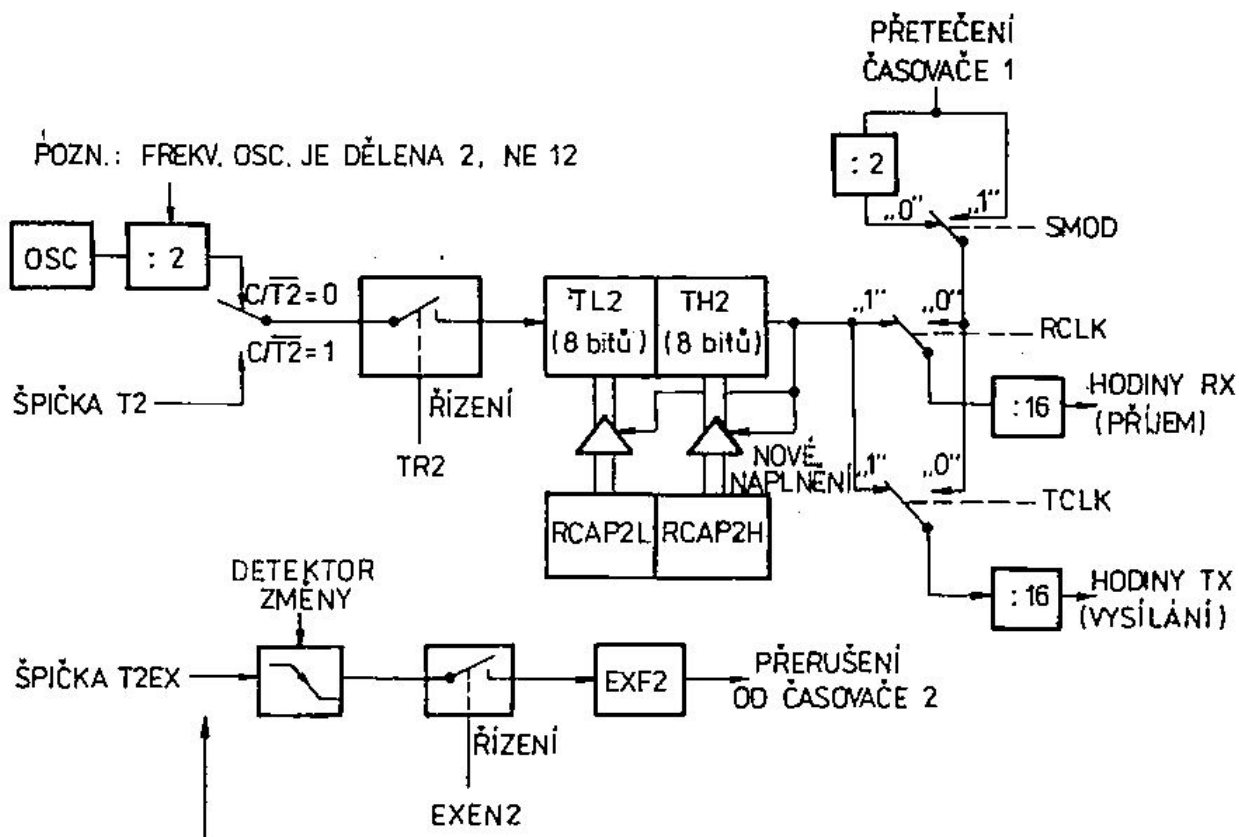 PŘETEČENÍ
ČASOVAČE 1
POZN.: FREKV. OSC. JE DĚLENA 2, NE 12
: 2
„0" „1"
SMOD
OSC
: 2
C/T2̅ = 0
C/T2̅ = 1
TL2
(8 bitů)
TH2
(8 bitů)
„1" „0"
RCLK
ŠPIČKA T2
ŘÍZENÍ
TR2
:16
HODINY RX
(PŘÍJEM)
NOVÉ
NAPLNĚNÍ
„1" „0"
TCLK
RCAP2L
RCAP2H
:16
HODINY TX
(VYSÍLÁNÍ)
DETEKTOR
ZMĚNY
ŠPIČKA T2EX
EXF2
PŘERUŠENÍ
OD ČASOVAČE 2
ŘÍZENÍ
EXEN2